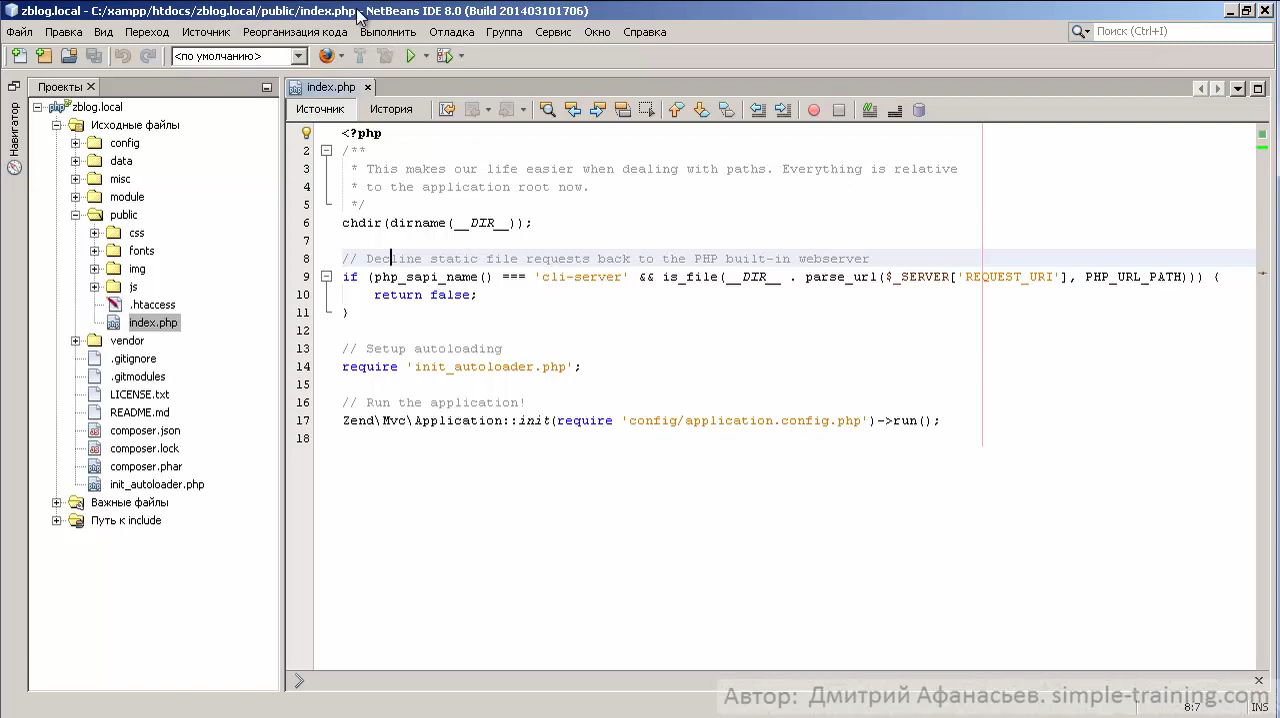 zblog.local - C:/xampp/htdocs/zblog.local/public/index.php - NetBeans IDE 8.0 (Build 201403101706)
Файл Правка Вид Переход Источник Реорганизация кода Выполнить Отладка Группа Сервис Окно Справка
Поиск (Ctrl+I)
<по умолчанию>
Навигатор
Проекты
zblog.local
Исходные файлы
config
data
misc
module
public
css
fonts
img
js
.htaccess
index.php
vendor
.gitignore
.gitmodules
LICENSE.txt
README.md
composer.json
composer.lock
composer.phar
init_autoloader.php
Важные файлы
Путь к include
index.php
Источник История
<?php
2 /**
3 * This makes our life easier when dealing with paths. Everything is relative
4 * to the application root now.
5 */
6 chdir(dirname(__DIR__));
7
8 // Decline static file requests back to the PHP built-in webserver
9 if (php_sapi_name() === 'cli-server' && is_file(__DIR__ . parse_url($_SERVER['REQUEST_URI'], PHP_URL_PATH))) {
10 return false;
11 }
12
13 // Setup autoloading
14 require 'init_autoloader.php';
15
16 // Run the application!
17 Zend\Mvc\Application::init(require 'config/application.config.php')->run();
18
Автор: Дмитрий Афанасьев. simple-training.com
8:7 INS